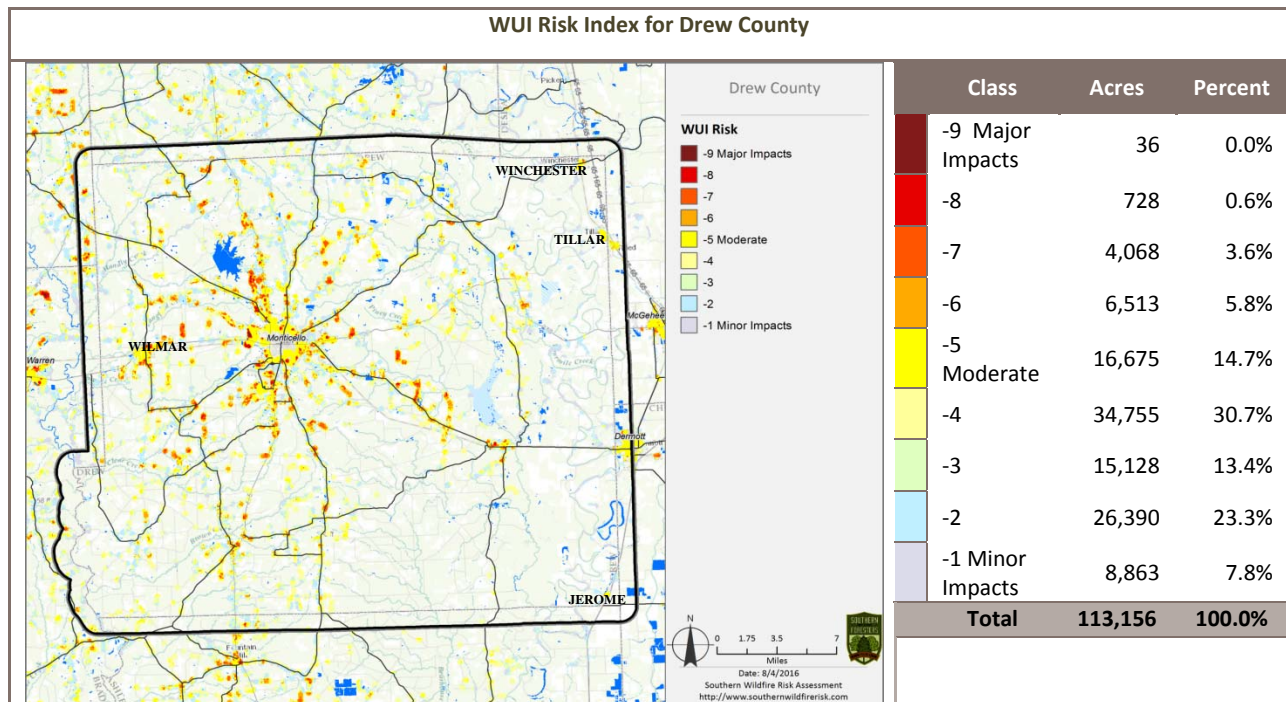 WUI Risk Index for Drew County
Drew County
WUI Risk
-9 Major Impacts
-8
-7
-6
-5 Moderate
-4
-3
-2
-1 Minor Impacts
WINCHESTER
Winchester
TILLAR
McGehee
Monticello
WILMAR
Warren
Dermott
DREW
JEROME
Fountain
N
0 1.75 3.5 7
Miles
Date: 8/4/2016
Southern Wildfire Risk Assessment
http://www.southernwildfirerisk.com
SOUTHERN
FORESTERS
Class Acres Percent
-9 Major
Impacts
36 0.0%
-8 728 0.6%
-7 4,068 3.6%
-6 6,513 5.8%
-5
Moderate
16,675 14.7%
-4 34,755 30.7%
-3 15,128 13.4%
-2 26,390 23.3%
-1 Minor
Impacts
8,863 7.8%
Total 113,156 100.0%